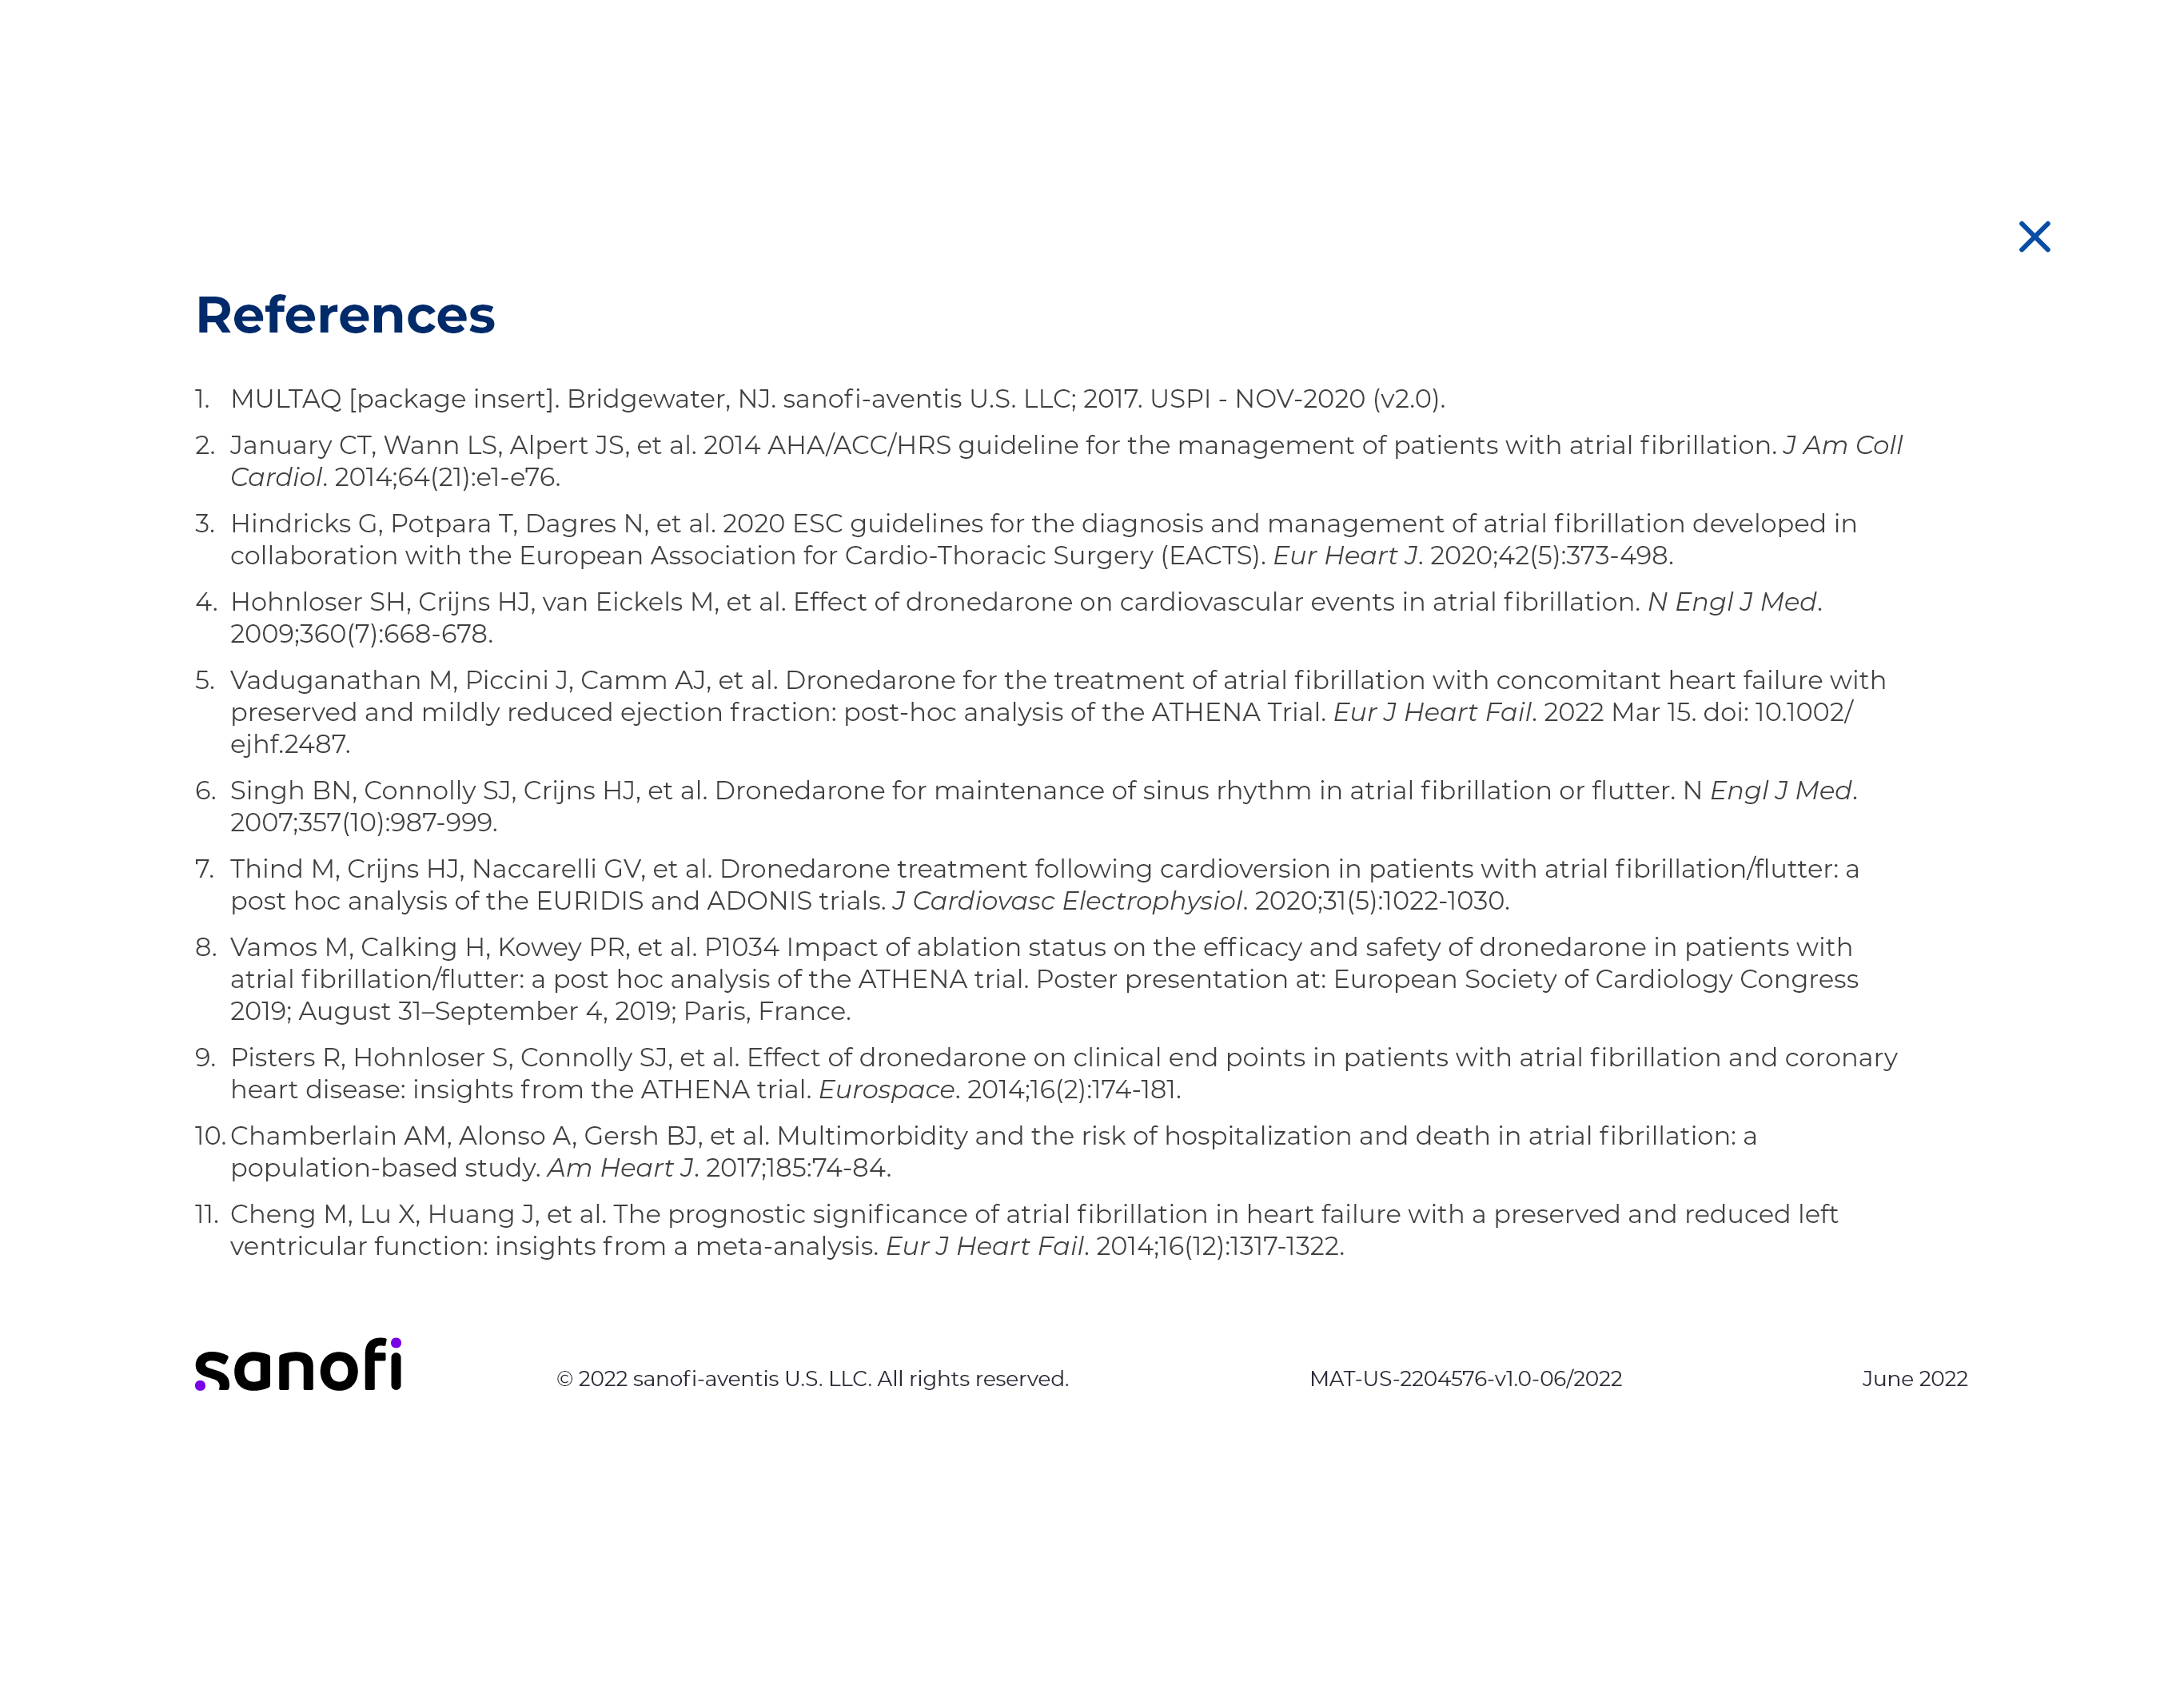 References
1. MULTAQ [package insert]. Bridgewater, NJ. sanofi-aventis U.S. LLC; 2017. USPI - NOV-2020 (v2.0).
2. January CT, Wann LS, Alpert JS, et al. 2014 AHA/ACC/HRS guideline for the management of patients with atrial fibrillation. J Am Coll
Cardiol. 2014;64(21):e1-e76.
3. Hindricks G, Potpara T, Dagres N, et al. 2020 ESC guidelines for the diagnosis and management of atrial fibrillation developed in
collaboration with the European Association for Cardio-Thoracic Surgery (EACTS). Eur Heart J. 2020;42(5):373-498.
4. Hohnloser SH, Crijns HJ, van Eickels M, et al. Effect of dronedarone on cardiovascular events in atrial fibrillation. N Engl J Med.
2009;360(7):668-678.
5. Vaduganathan M, Piccini J, Camm AJ, et al. Dronedarone for the treatment of atrial fibrillation with concomitant heart failure with
preserved and mildly reduced ejection fraction: post-hoc analysis of the ATHENA Trial. Eur J Heart Fail. 2022 Mar 15. doi: 10.1002/
ejhf.2487.
6. Singh BN, Connolly SJ, Crijns HJ, et al. Dronedarone for maintenance of sinus rhythm in atrial fibrillation or flutter. N Engl J Med.
2007;357(10):987-999.
7. Thind M, Crijns HJ, Naccarelli GV, et al. Dronedarone treatment following cardioversion in patients with atrial fibrillation/flutter: a
post hoc analysis of the EURIDIS and ADONIS trials. J Cardiovasc Electrophysiol. 2020;31(5):1022-1030.
8. Vamos M, Calking H, Kowey PR, et al. P1034 Impact of ablation status on the efficacy and safety of dronedarone in patients with
atrial fibrillation/flutter: a post hoc analysis of the ATHENA trial. Poster presentation at: European Society of Cardiology Congress
2019; August 31–September 4, 2019; Paris, France.
9. Pisters R, Hohnloser S, Connolly SJ, et al. Effect of dronedarone on clinical end points in patients with atrial fibrillation and coronary
heart disease: insights from the ATHENA trial. Eurospace. 2014;16(2):174-181.
10. Chamberlain AM, Alonso A, Gersh BJ, et al. Multimorbidity and the risk of hospitalization and death in atrial fibrillation: a
population-based study. Am Heart J. 2017;185:74-84.
11. Cheng M, Lu X, Huang J, et al. The prognostic significance of atrial fibrillation in heart failure with a preserved and reduced left
ventricular function: insights from a meta-analysis. Eur J Heart Fail. 2014;16(12):1317-1322.
sanofi
© 2022 sanofi-aventis U.S. LLC. All rights reserved.
MAT-US-2204576-v1.0-06/2022
June 2022